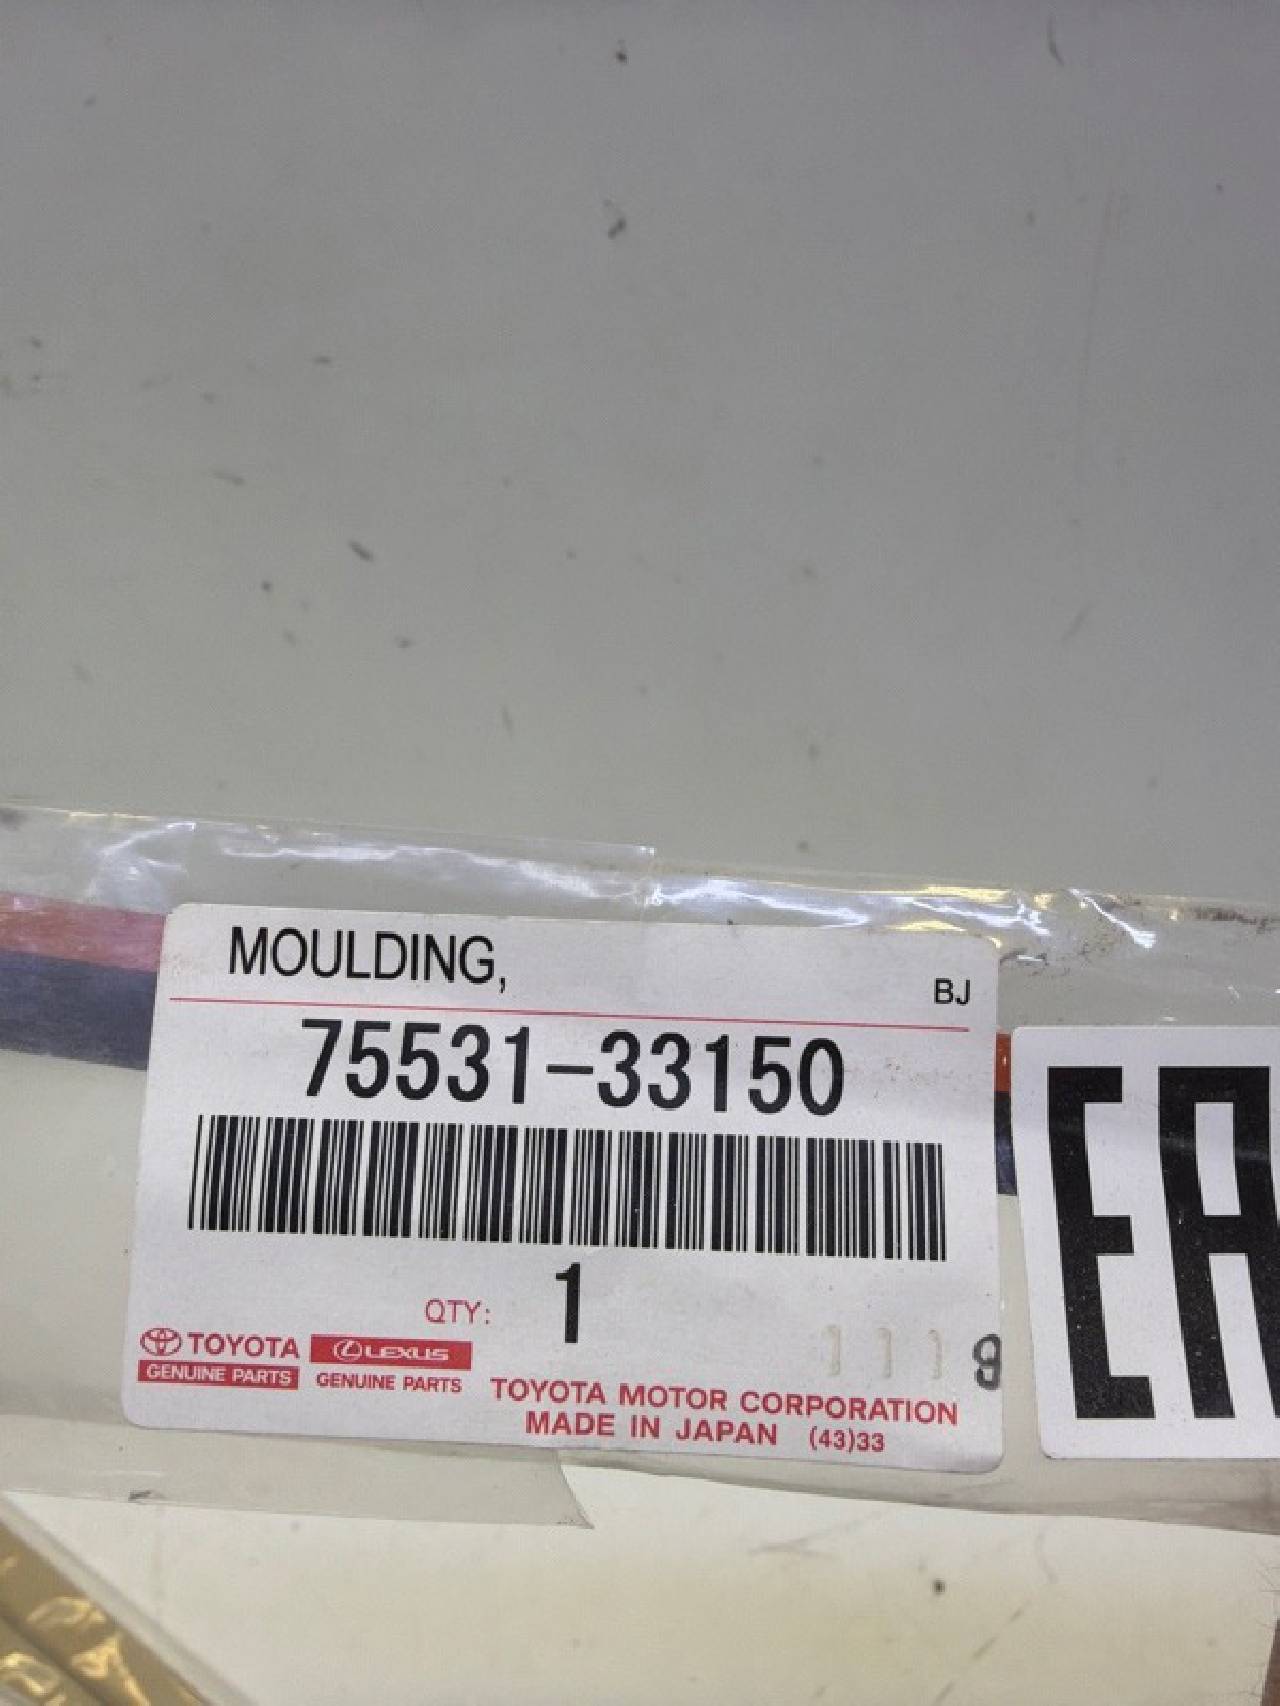 MOULDING,
BJ
75531-33150
QTY: 1
1119
TOYOTA
GENUINE PARTS
LEXUS
GENUINE PARTS
TOYOTA MOTOR CORPORATION
MADE IN JAPAN (43)33
EA